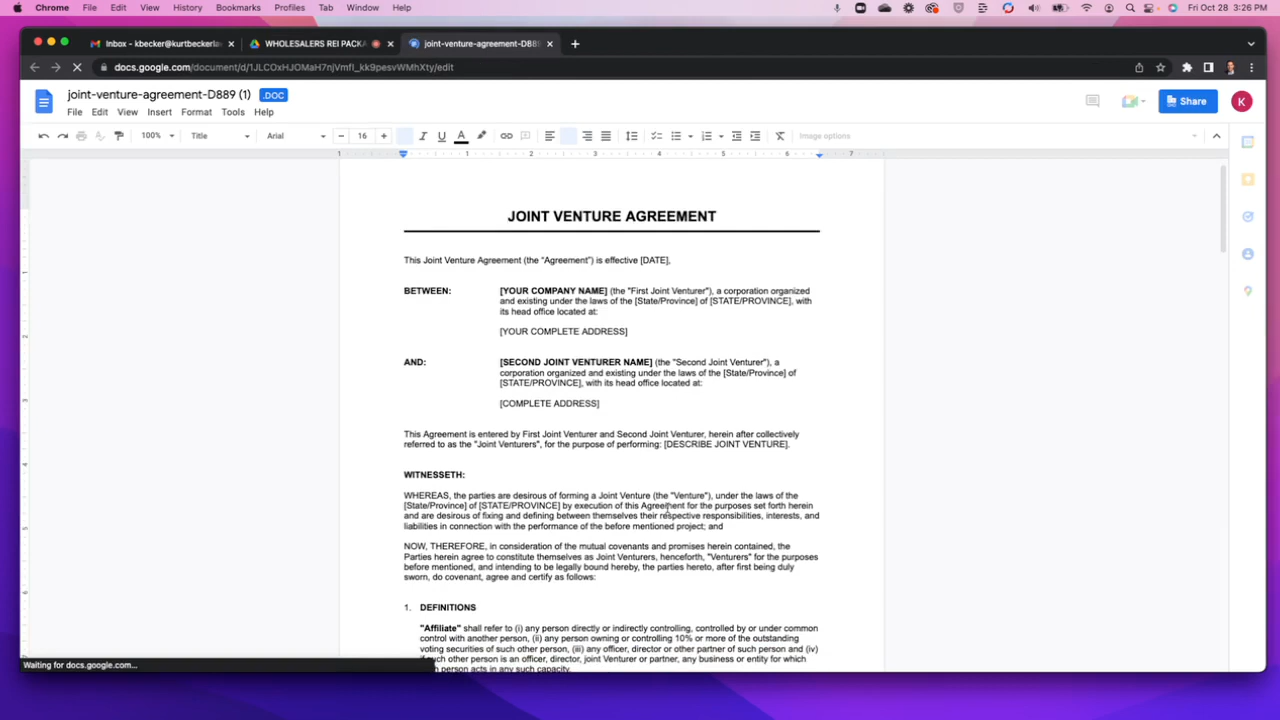 Chrome File Edit View History Bookmarks Profiles Tab Window Help Fri Oct 28 3:26 PM
Inbox - kbecker@kurtbeckerla
WHOLESALERS REI PACKA
joint-venture-agreement-D889
docs.google.com/document/d/1JLCOxHJOMaH7njVmfI_kk9pesvWMhXty/edit
joint-venture-agreement-D889 (1) .DOC
File Edit View Insert Format Tools Help
Share K
100% Title Arial 16 Image options
1 1 2 3 4 5 6 7
JOINT VENTURE AGREEMENT
This Joint Venture Agreement (the "Agreement") is effective [DATE],
BETWEEN: [YOUR COMPANY NAME] (the "First Joint Venturer"), a corporation organized
and existing under the laws of the [State/Province] of [STATE/PROVINCE], with
its head office located at:
[YOUR COMPLETE ADDRESS]
AND: [SECOND JOINT VENTURER NAME] (the "Second Joint Venturer"), a
corporation organized and existing under the laws of the [State/Province] of
[STATE/PROVINCE], with its head office located at:
[COMPLETE ADDRESS]
This Agreement is entered by First Joint Venturer and Second Joint Venturer, herein after collectively
referred to as the "Joint Venturers", for the purpose of performing: [DESCRIBE JOINT VENTURE].
WITNESSETH:
WHEREAS, the parties are desirous of forming a Joint Venture (the "Venture"), under the laws of the
[State/Province] of [STATE/PROVINCE] by execution of this Agreement for the purposes set forth herein
and are desirous of fixing and defining between themselves their respective responsibilities, interests, and
liabilities in connection with the performance of the before mentioned project; and
NOW, THEREFORE, in consideration of the mutual covenants and promises herein contained, the
Parties herein agree to constitute themselves as Joint Venturers, henceforth, "Venturers" for the purposes
before mentioned, and intending to be legally bound hereby, the parties hereto, after first being duly
sworn, do covenant, agree and certify as follows:
1. DEFINITIONS
"Affiliate" shall refer to (i) any person directly or indirectly controlling, controlled by or under common
control with another person, (ii) any person owning or controlling 10% or more of the outstanding
voting securities of such other person, (iii) any officer, director or other partner of such person and (iv)
if such other person is an officer, director, joint Venturer or partner, any business or entity for which
person acts in any such capacity.
Waiting for docs.google.com...